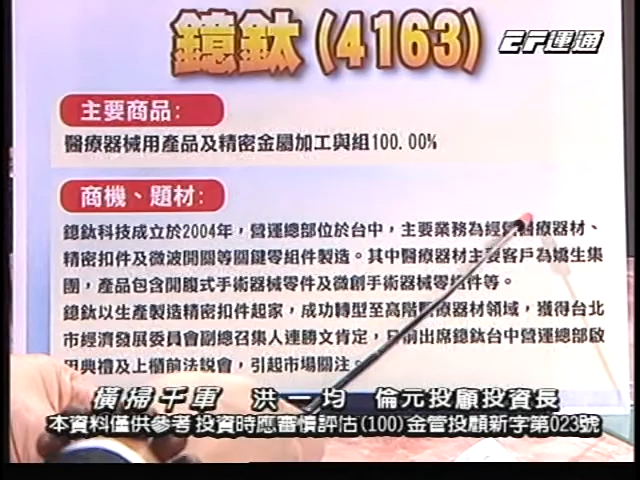 鐿鈦(4163)
EF運通
主要商品:
醫療器械用產品及精密金屬加工與組100.00%
商機、題材:
鐿鈦科技成立於2004年，營運總部位於台中，主要業務為經營醫療器材、
精密扣件及微波開關等關鍵零組件製造。其中醫療器材主要客戶為嬌生集
團，產品包含開腹式手術器械零件及微創手術器械零組件等。
鐿鈦以生產製造精密扣件起家，成功轉型至高階醫療器材領域，獲得台北
市經濟發展委員會副總召集人連勝文肯定，日前出席鐿鈦台中營運總部啟
用典禮及上櫃前法說會，引起市場關注。
橫掃千軍 洪一均 倫元投顧投資長
本資料僅供參考 投資時應審慎評估(100)金管投顧新字第023號